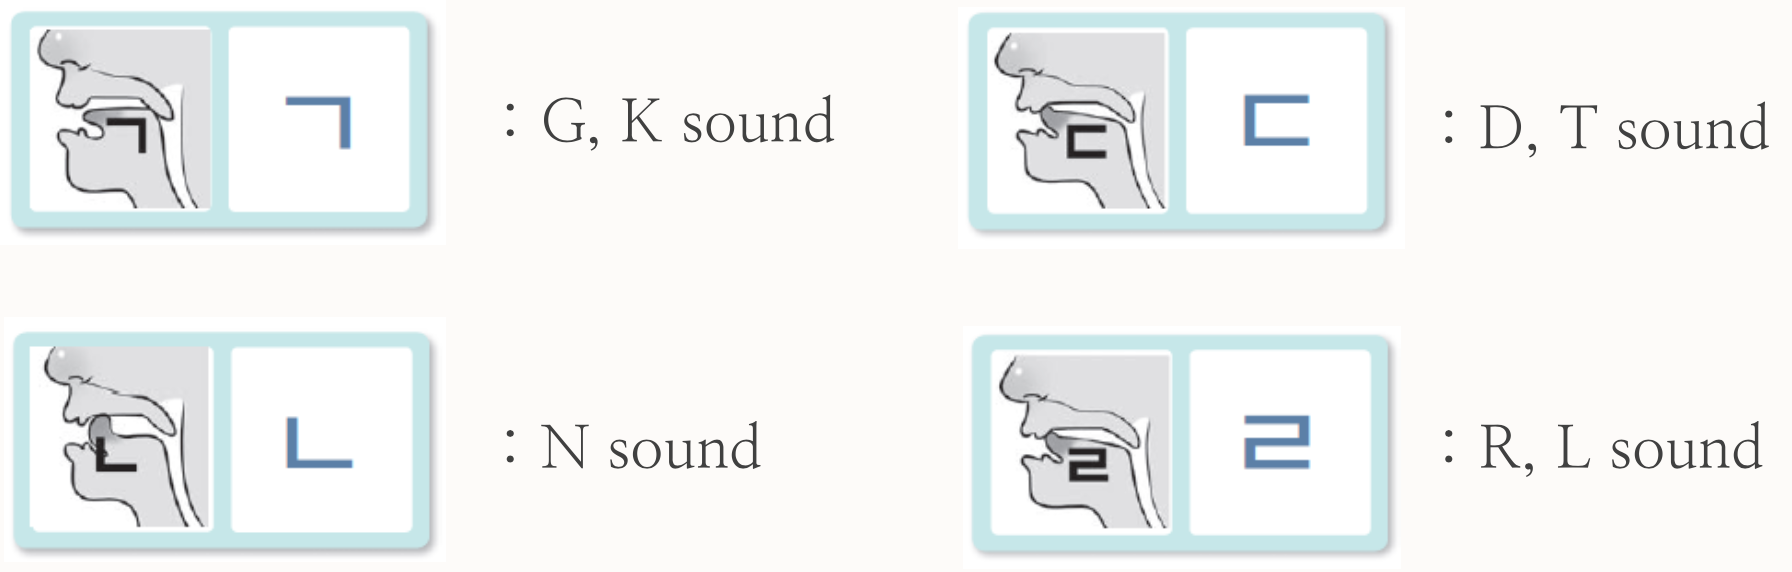 ㄱ ㄱ : G, K sound
ㄷ ㄷ : D, T sound
ㄴ ㄴ : N sound
ㄹ ㄹ : R, L sound